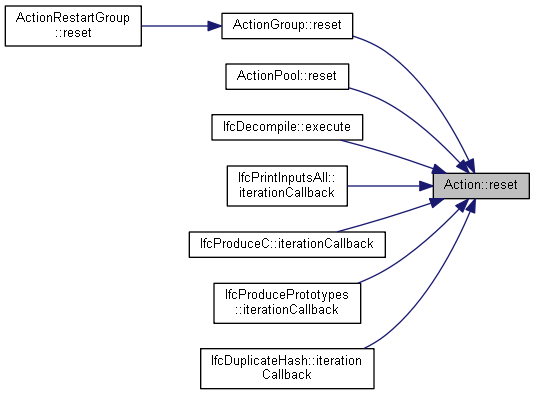 ActionRestartGroup
::reset
ActionGroup::reset
ActionPool::reset
IfcDecompile::execute
IfcPrintInputsAll::
iterationCallback
Action::reset
IfcProduceC::iterationCallback
IfcProducePrototypes
::iterationCallback
IfcDuplicateHash::iteration
Callback